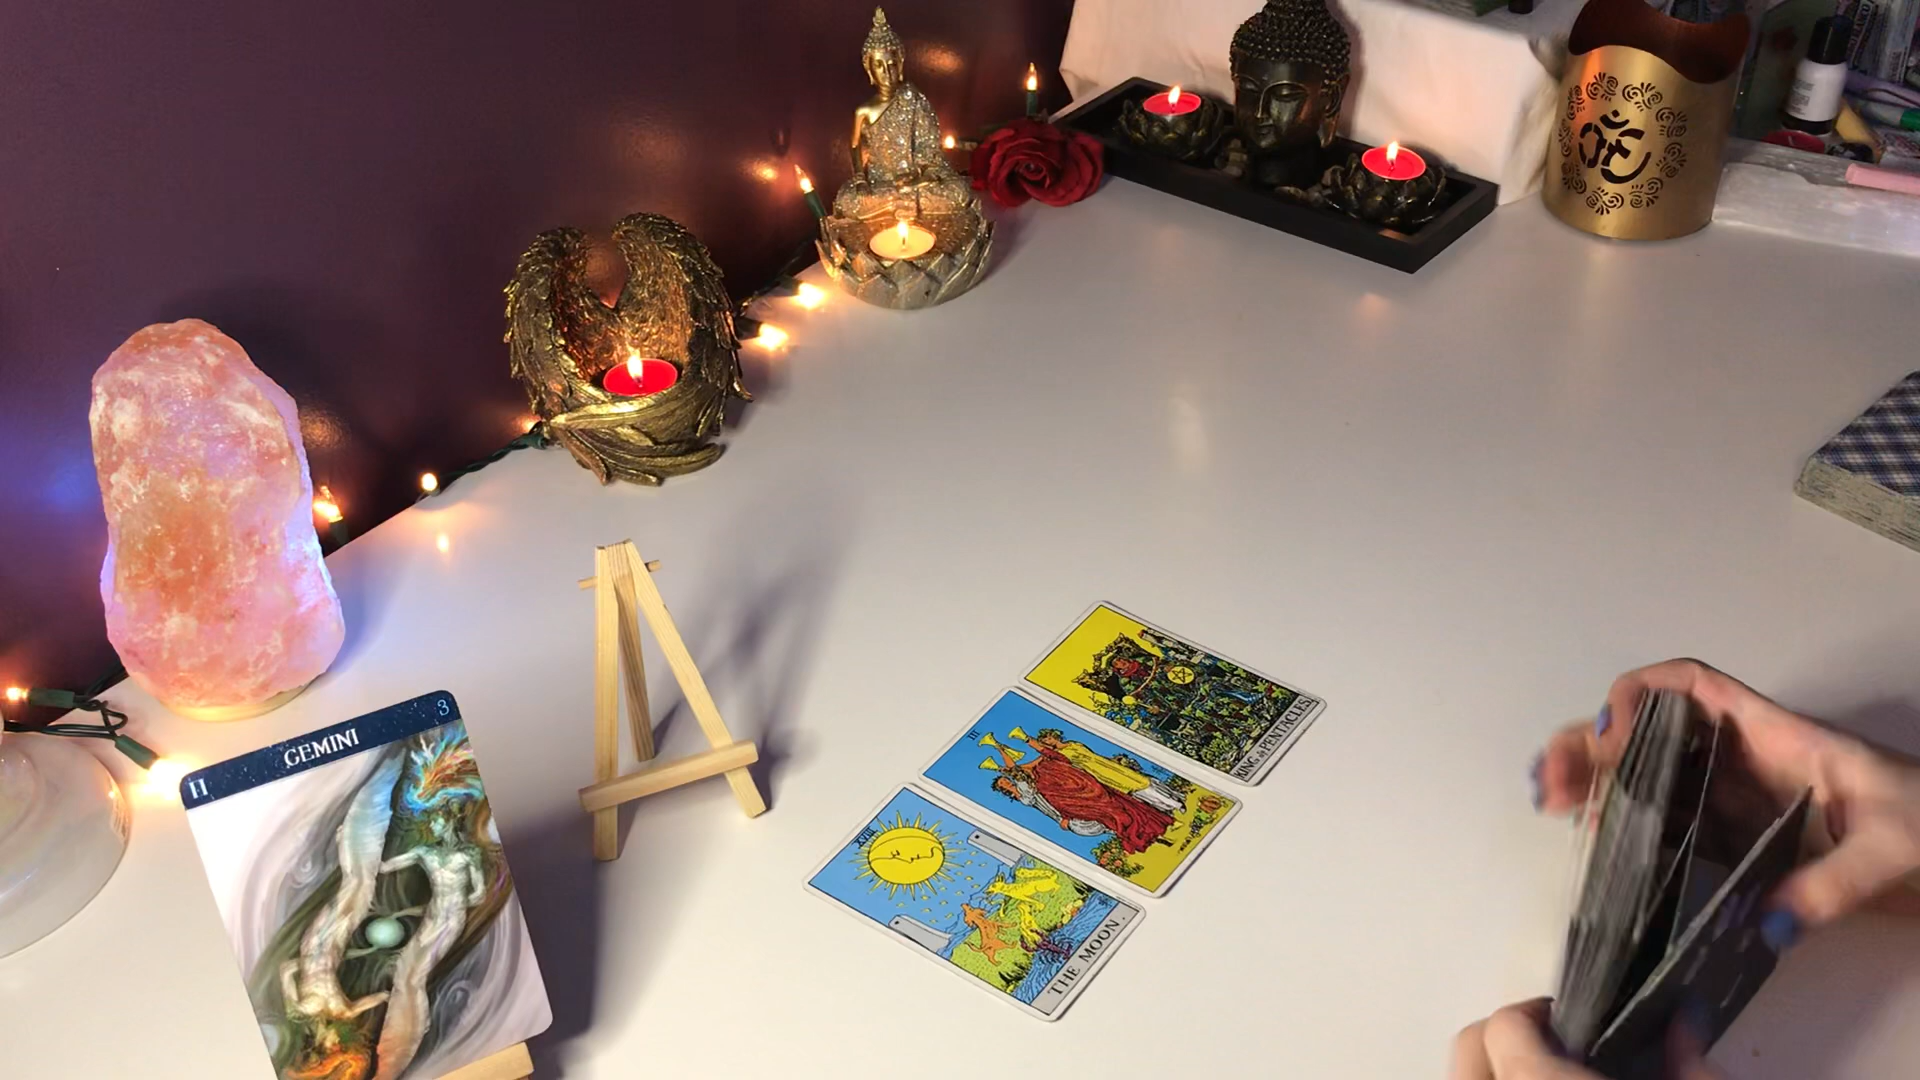 3
GEMINI
II
KING of PENTACLES.
III
XVIII
THE MOON.